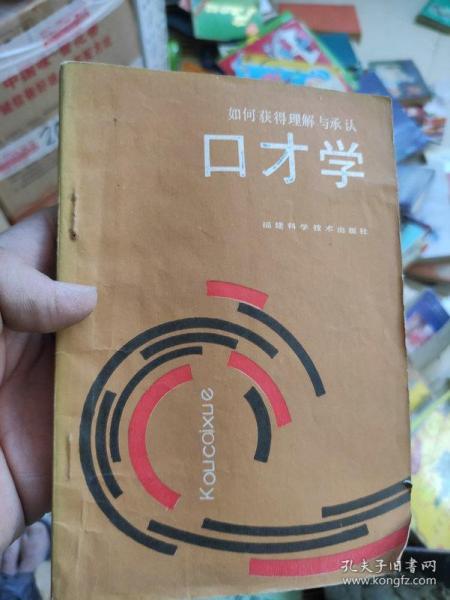 如何获得理解与承认
口才学
福建科学技术出版社
Koucaixue
孔夫子旧书网
www.kongfz.com